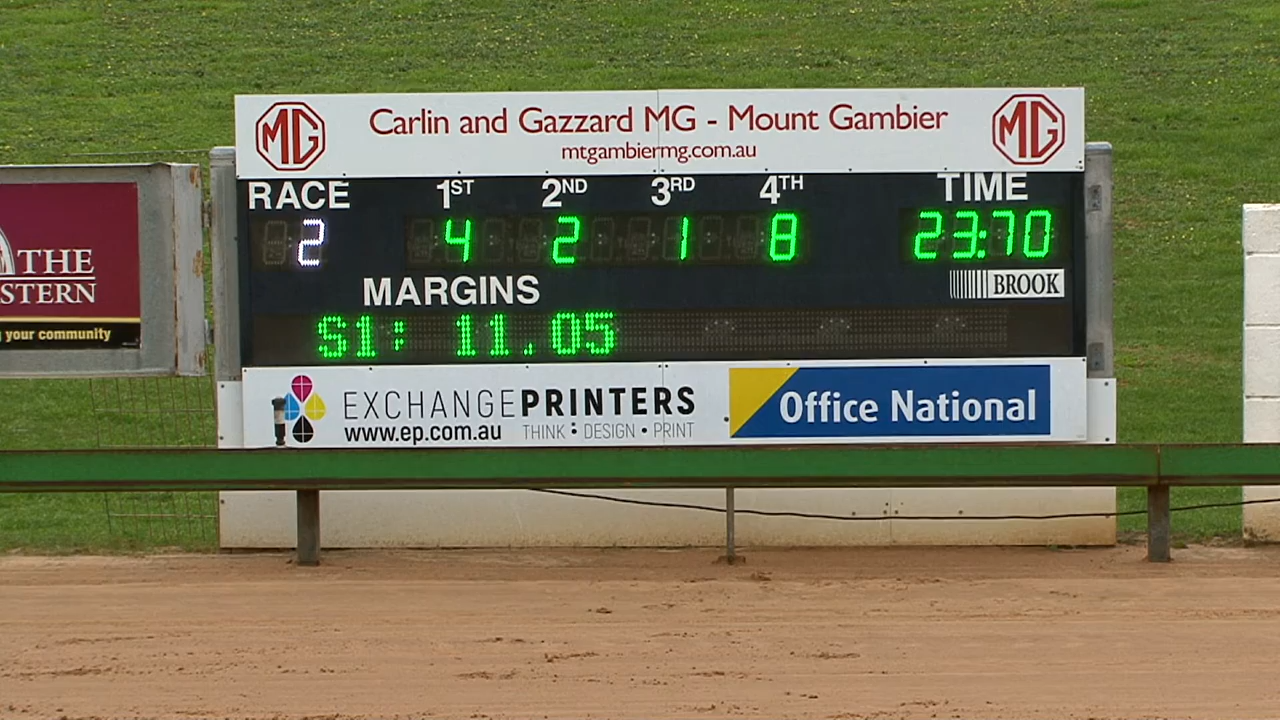 MG Carlin and Gazzard MG - Mount Gambier MG
mtgambiermg.com.au
RACE 1ST 2ND 3RD 4TH TIME
2 4 2 1 8 23:70
MARGINS
BROOK
S1: 11.05
THE
STERN
your community
EXCHANGEPRINTERS
www.ep.com.au THINK • DESIGN • PRINT
Office National